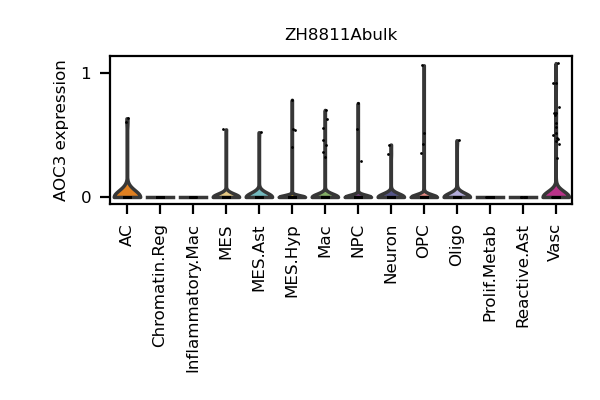 ZH8811Abulk
AOC3 expression
1
0
AC
Chromatin.Reg
Inflammatory.Mac
MES
MES.Ast
MES.Hyp
Mac
NPC
Neuron
OPC
Oligo
Prolif.Metab
Reactive.Ast
Vasc